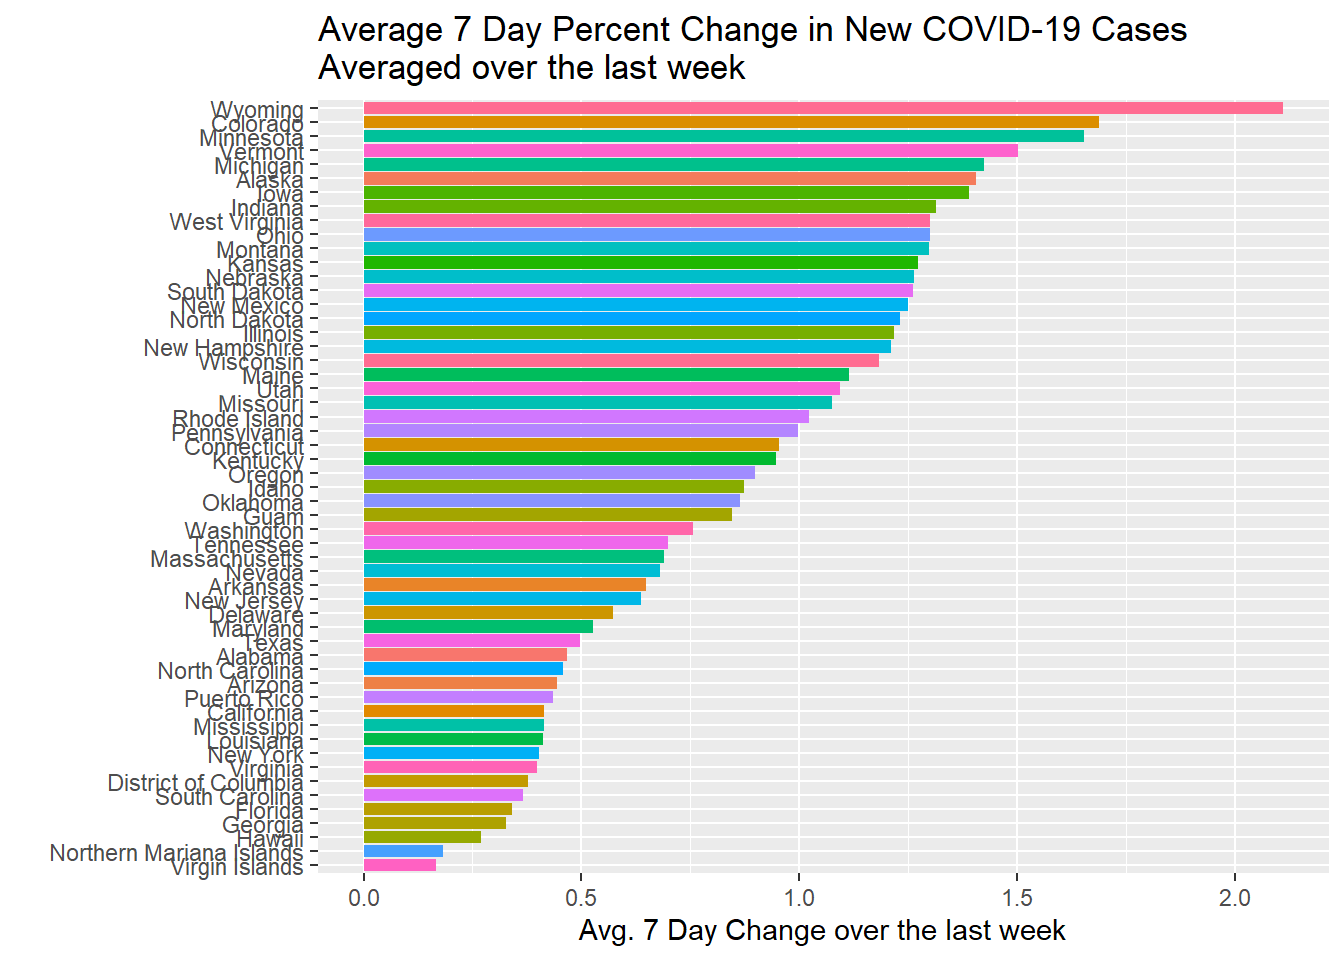 Average 7 Day Percent Change in New COVID-19 Cases
Averaged over the last week
Wyoming
Colorado
Minnesota
Vermont
Michigan
Alaska
Iowa
Indiana
West Virginia
Ohio
Montana
Kansas
Nebraska
South Dakota
New Mexico
North Dakota
Illinois
New Hampshire
Wisconsin
Maine
Utah
Missouri
Rhode Island
Pennsylvania
Connecticut
Kentucky
Oregon
Idaho
Oklahoma
Guam
Washington
Tennessee
Massachusetts
Nevada
Arkansas
New Jersey
Delaware
Maryland
Texas
Alabama
North Carolina
Arizona
Puerto Rico
California
Mississippi
Louisiana
New York
Virginia
District of Columbia
South Carolina
Florida
Georgia
Hawaii
Northern Mariana Islands
Virgin Islands
0.0 0.5 1.0 1.5 2.0
Avg. 7 Day Change over the last week